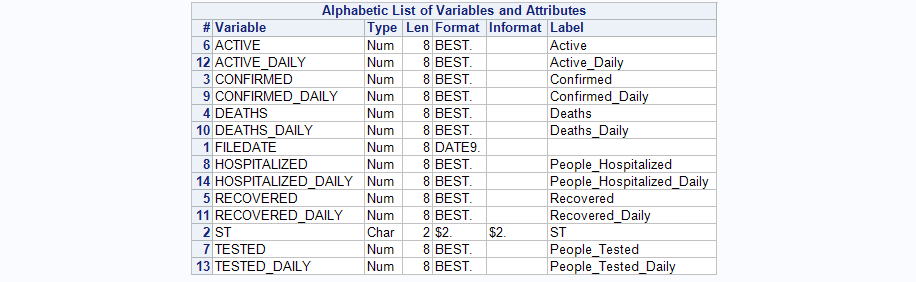 Alphabetic List of Variables and Attributes
# Variable Type Len Format Informat Label
6 ACTIVE Num 8 BEST. Active
12 ACTIVE_DAILY Num 8 BEST. Active_Daily
3 CONFIRMED Num 8 BEST. Confirmed
9 CONFIRMED_DAILY Num 8 BEST. Confirmed_Daily
4 DEATHS Num 8 BEST. Deaths
10 DEATHS_DAILY Num 8 BEST. Deaths_Daily
1 FILEDATE Num 8 DATE9.
8 HOSPITALIZED Num 8 BEST. People_Hospitalized
14 HOSPITALIZED_DAILY Num 8 BEST. People_Hospitalized_Daily
5 RECOVERED Num 8 BEST. Recovered
11 RECOVERED_DAILY Num 8 BEST. Recovered_Daily
2 ST Char 2 $2. $2. ST
7 TESTED Num 8 BEST. People_Tested
13 TESTED_DAILY Num 8 BEST. People_Tested_Daily